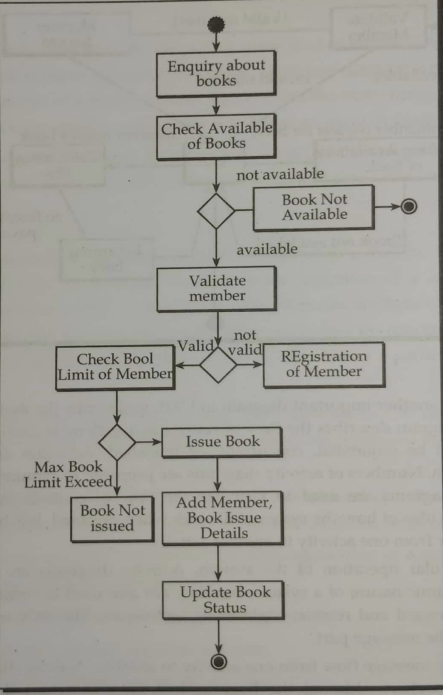 Enquiry about
books
Check Available
of Books
not available
Book Not
Available
available
Validate
member
Valid
not
valid
Check Bool
Limit of Member
REgistration
of Member
Issue Book
Max Book
Limit Exceed
Book Not
issued
Add Member,
Book Issue
Details
Update Book
Status